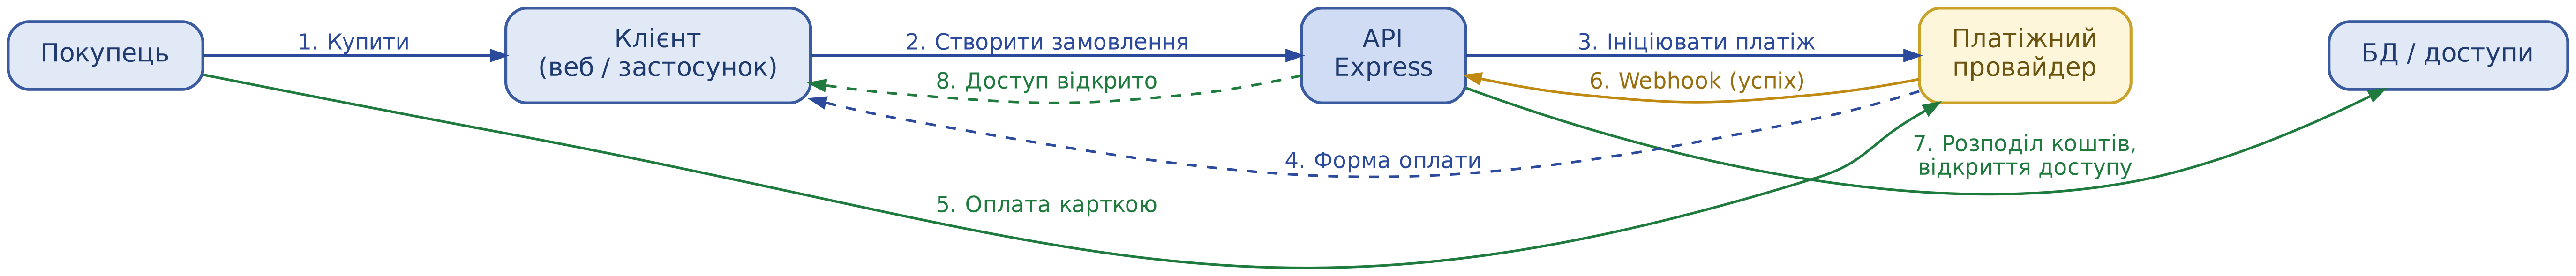 Покупець
1. Купити
Клієнт
(веб / застосунок)
2. Створити замовлення
8. Доступ відкрито
API
Express
3. Ініціювати платіж
6. Webhook (успіх)
Платіжний
провайдер
БД / доступи
4. Форма оплати
7. Розподіл коштів,
відкриття доступу
5. Оплата карткою